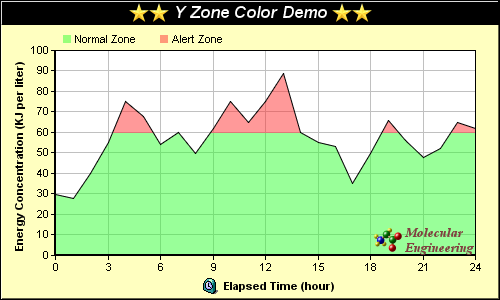 Y Zone Color Demo
Normal Zone Alert Zone
Energy Concentration (KJ per liter)
100
90
80
70
60
50
40
30
20
10
0
0 3 6 9 12 15 18 21 24
Molecular
Engineering
Elapsed Time (hour)